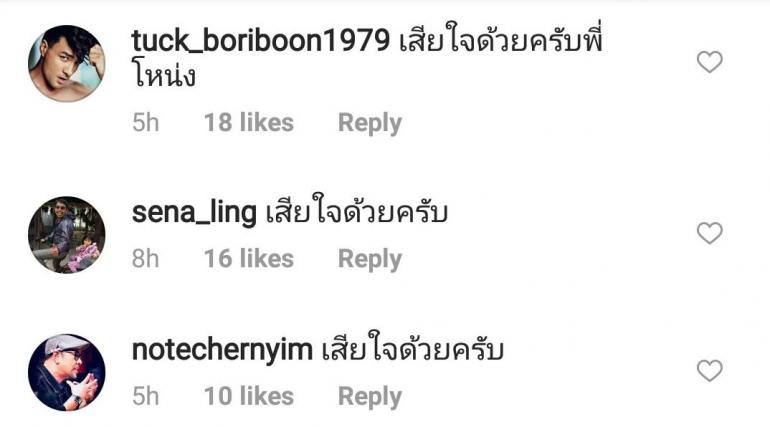 tuck_boriboon1979 เสียใจด้วยครับพี่
โหน่ง
5h 18 likes Reply
sena_ling เสียใจด้วยครับ
8h 16 likes Reply
notechernyim เสียใจด้วยครับ
5h 10 likes Reply